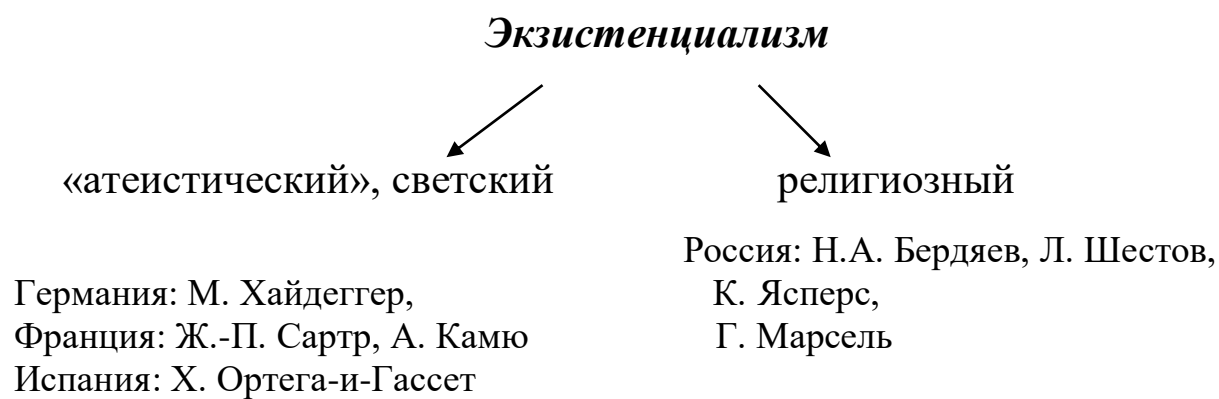 Экзистенциализм
«атеистический», светский
религиозный
Германия: М. Хайдеггер,
Франция: Ж.-П. Сартр, А. Камю
Испания: Х. Ортега-и-Гассет
Россия: Н.А. Бердяев, Л. Шестов,
К. Ясперс,
Г. Марсель